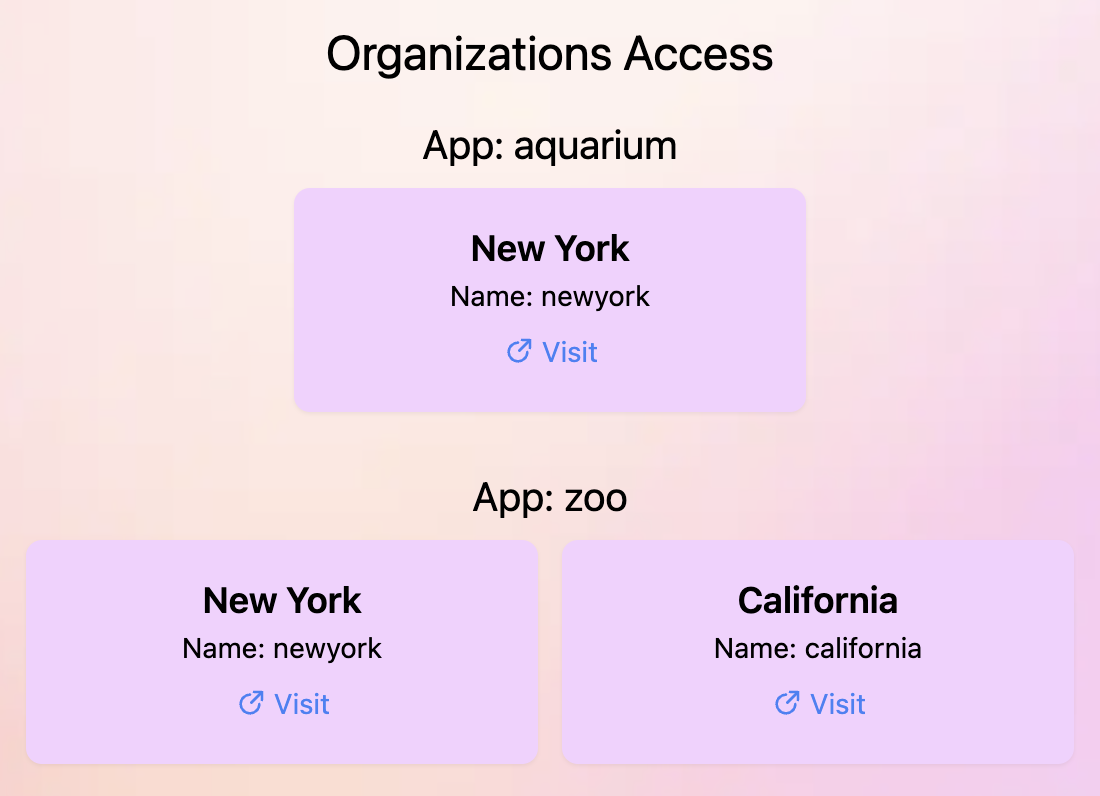 Organizations Access
App: aquarium
New York
Name: newyork
Visit
App: zoo
New York
Name: newyork
Visit
California
Name: california
Visit